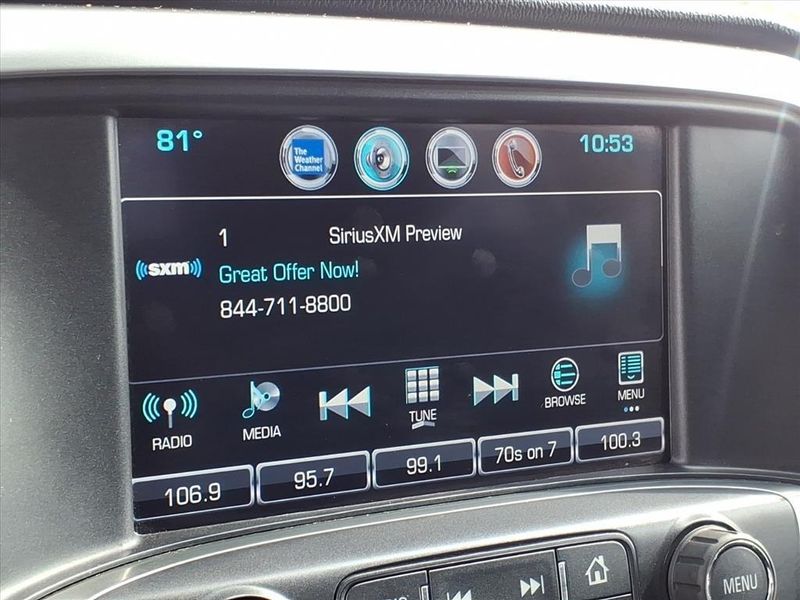 81° 10:53
The
Weather
Channel
1 SiriusXM Preview
((sxm))
Great Offer Now!
844-711-8800
RADIO MEDIA TUNE BROWSE MENU
106.9 95.7 99.1 70s on 7 100.3
MENU